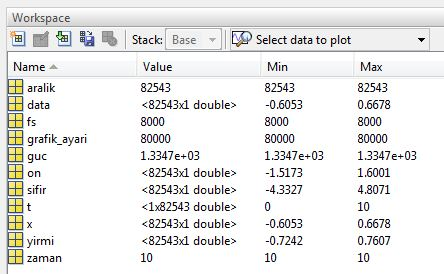 Workspace
Stack: Base Select data to plot
Name Value Min Max
aralik 82543 82543 82543
data <82543x1 double> -0.6053 0.6678
fs 8000 8000 8000
grafik_ayari 80000 80000 80000
guc 1.3347e+03 1.3347e+03 1.3347e+03
on <82543x1 double> -1.5173 1.6001
sifir <82543x1 double> -4.3327 4.8071
t <1x82543 double> 0 10
x <82543x1 double> -0.6053 0.6678
yirmi <82543x1 double> -0.7242 0.7607
zaman 10 10 10